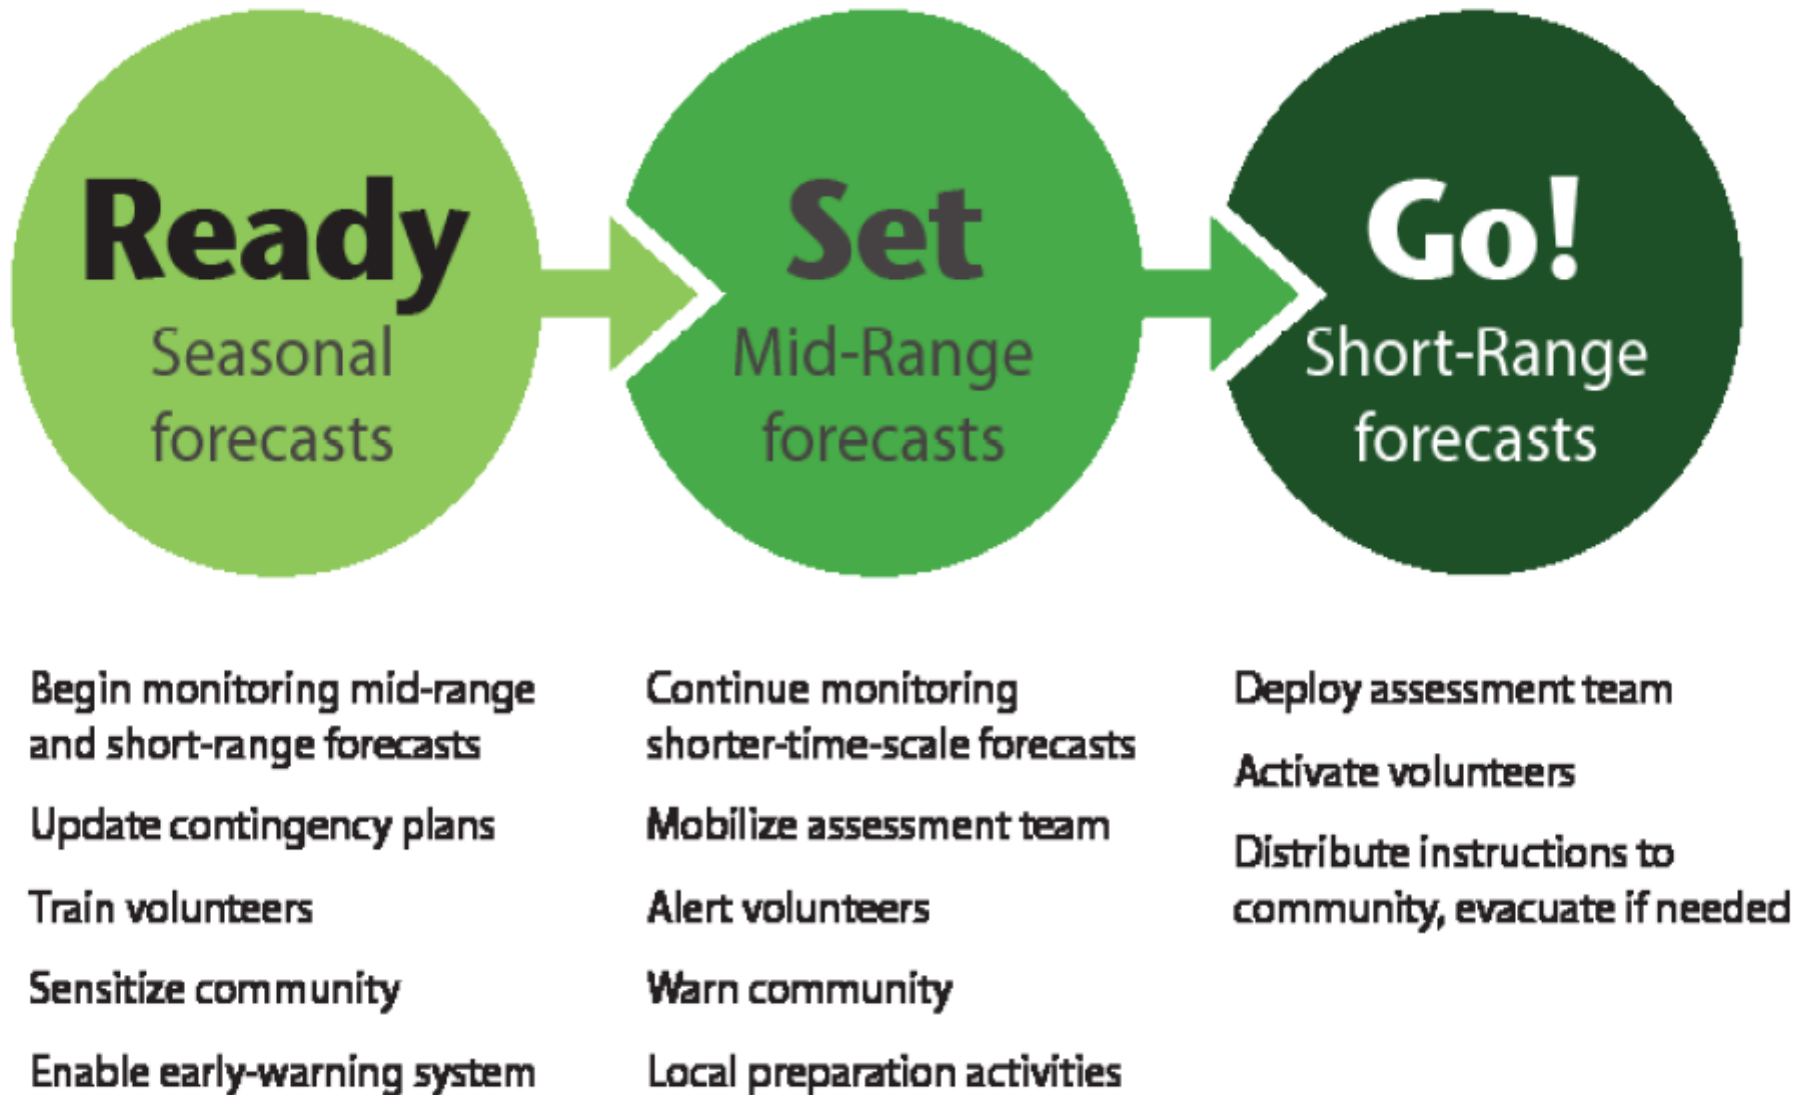 Ready
Seasonal
forecasts
Set
Mid-Range
forecasts
Go!
Short-Range
forecasts
Begin monitoring mid-range
and short-range forecasts
Update contingency plans
Train volunteers
Sensitize community
Enable early-warning system
Continue monitoring
shorter-time-scale forecasts
Mobilize assessment team
Alert volunteers
Warn community
Local preparation activities
Deploy assessment team
Activate volunteers
Distribute instructions to
community, evacuate if needed